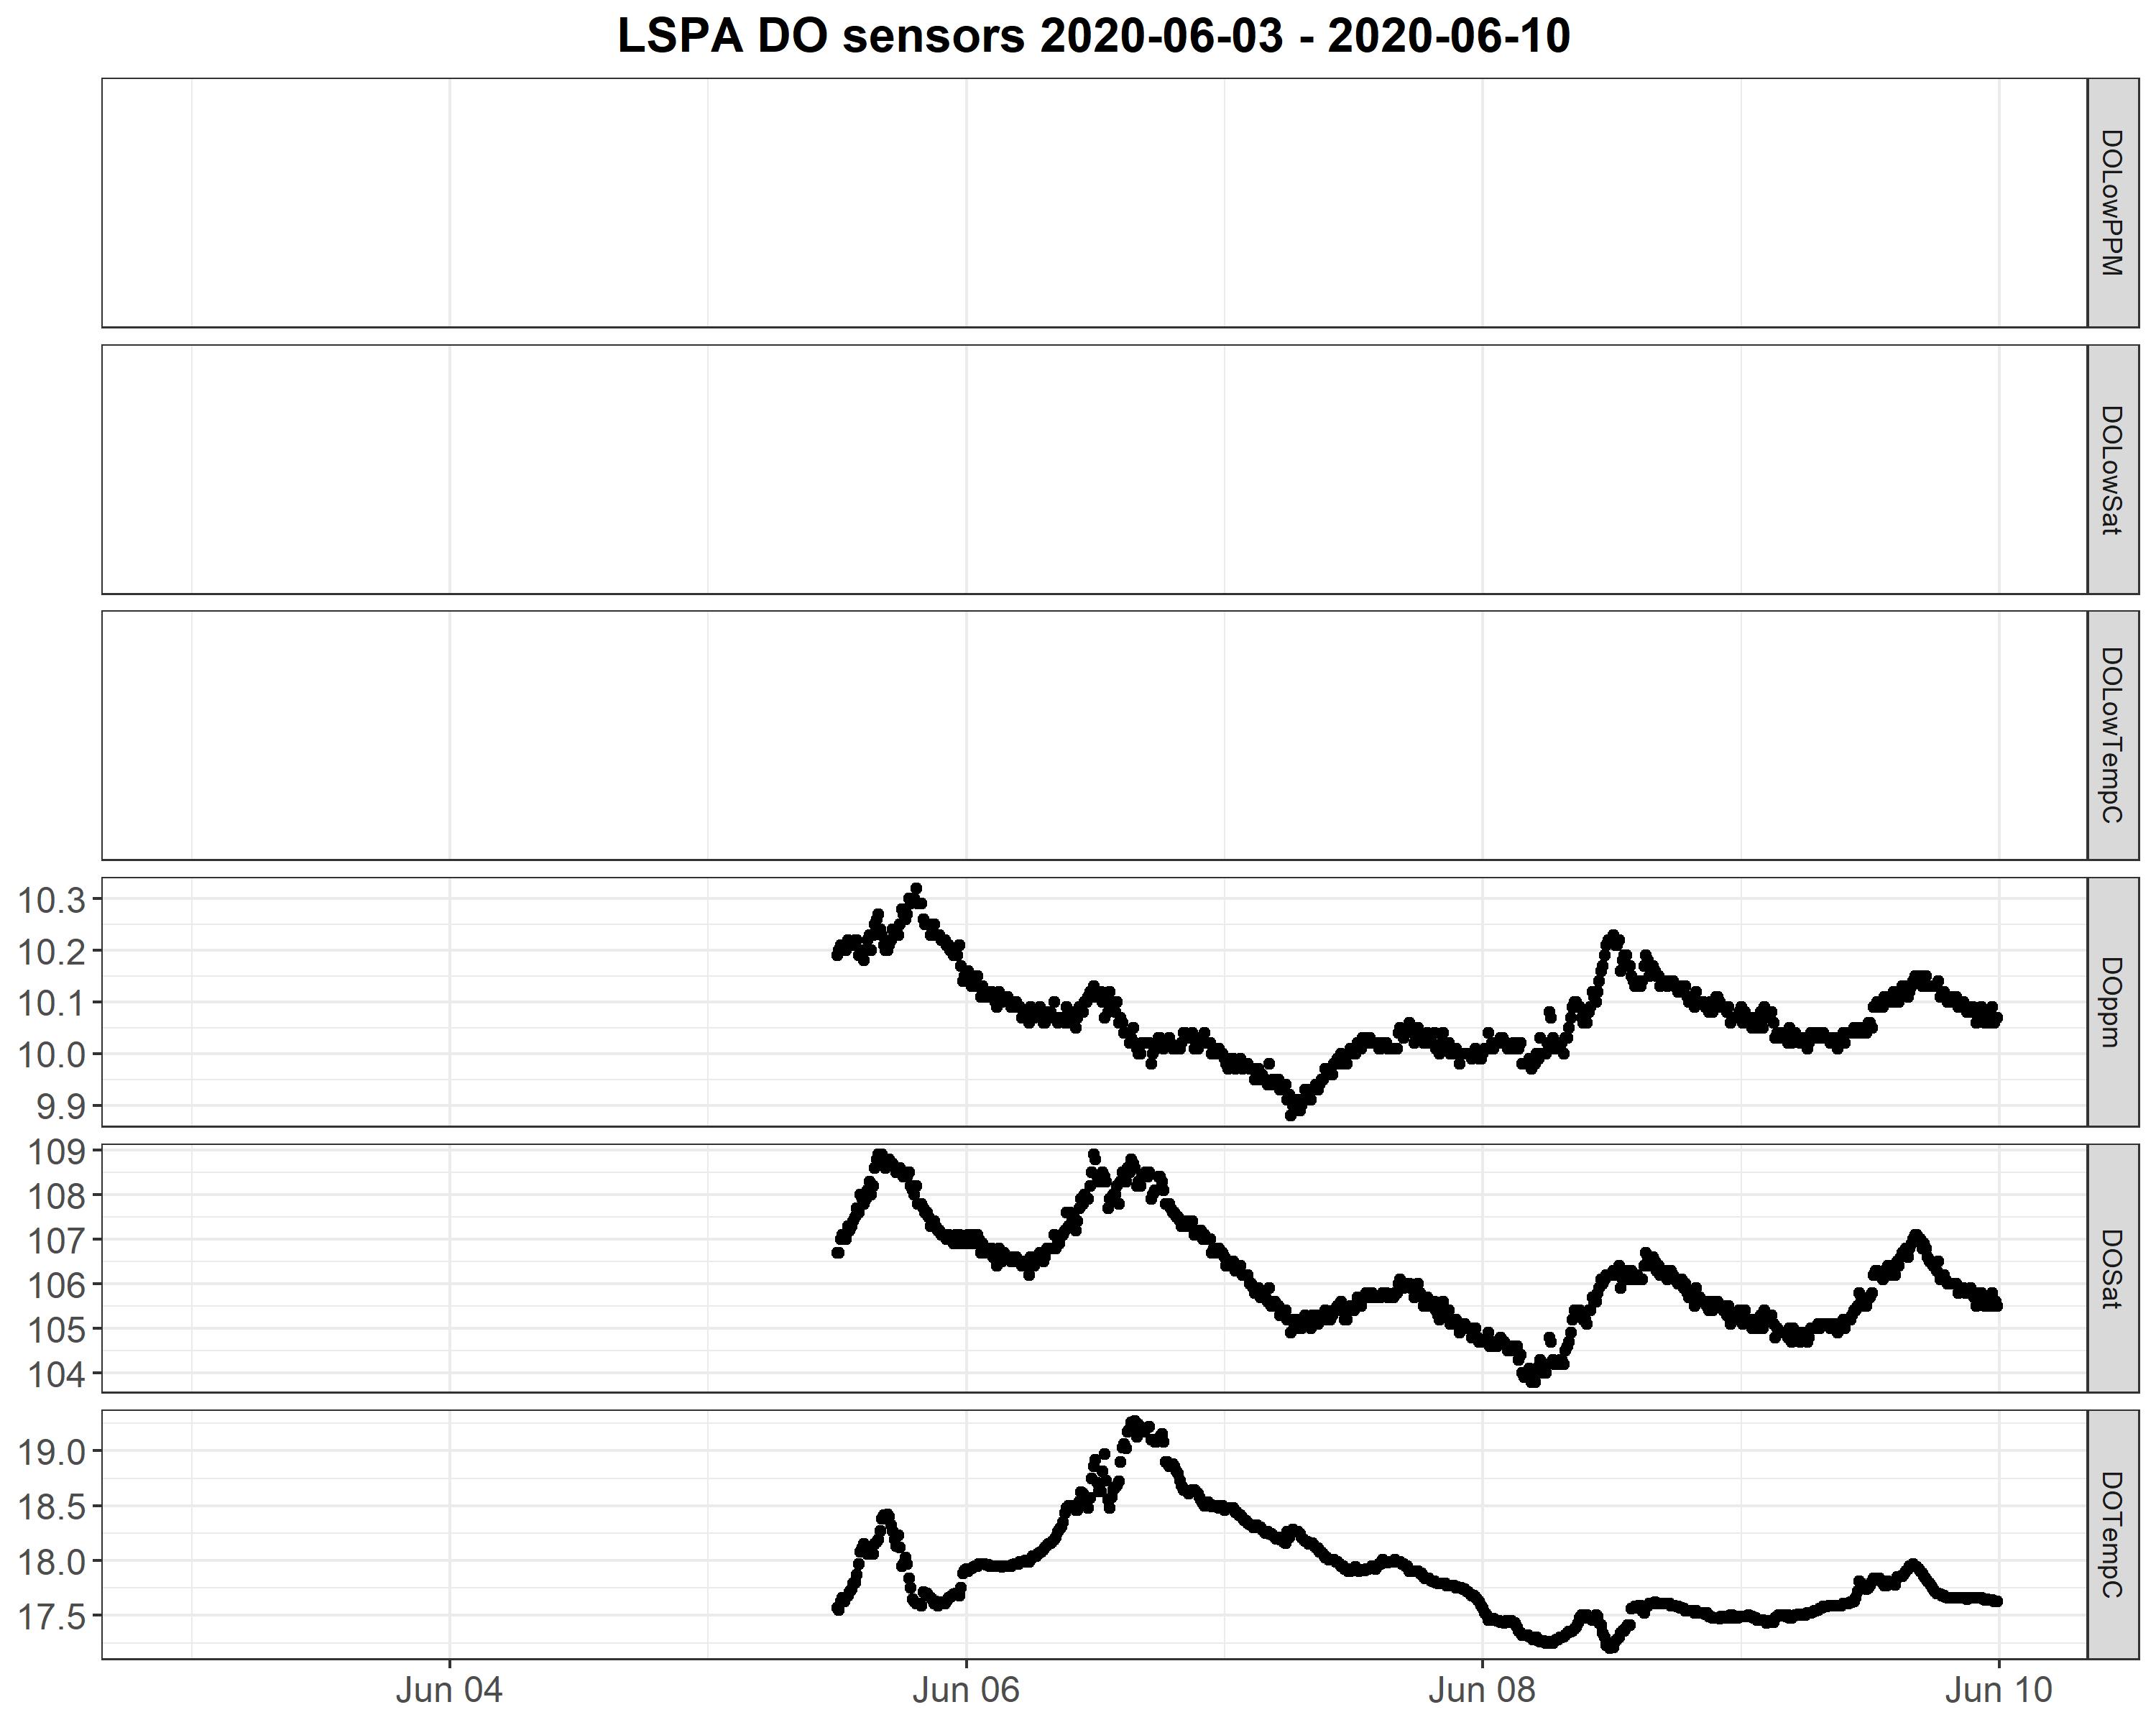 LSPA DO sensors 2020-06-03 - 2020-06-10
DOLowPPM
DOLowSat
DOLowTempC
10.3
10.2
10.1
10.0
9.9
DOppm
109
108
107
106
105
104
DOSat
19.0
18.5
18.0
17.5
DOTempC
Jun 04 Jun 06 Jun 08 Jun 10